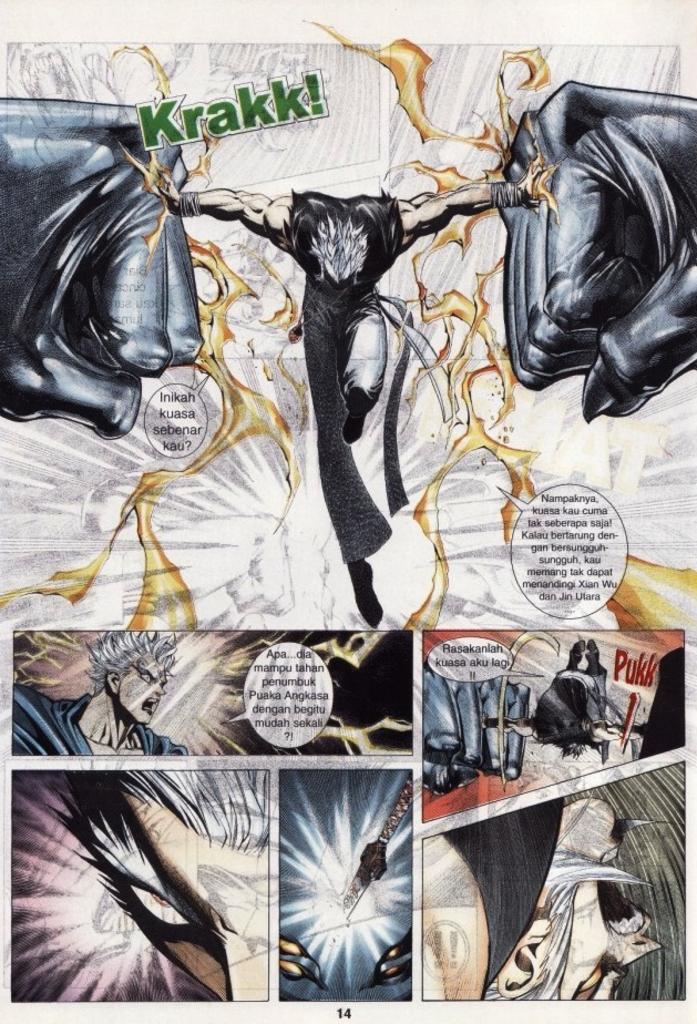 Krakk!
Inikah
kuasa
sebenar
kau?
Nampaknya,
kuasa kau cuma
tak seberapa saja!
Kalau bertarung de-
ngan bersungguh-
sungguh, kau
memang tak dapat
menandingi Xian Wu
dan Jin Utara
Apa...dia
mampu tahan
penumbuk
Puaka Angkasa
dengan begitu
mudah sekali
?!
Rasakanlah
kuasa aku lagi
!!
Pukk
!
14